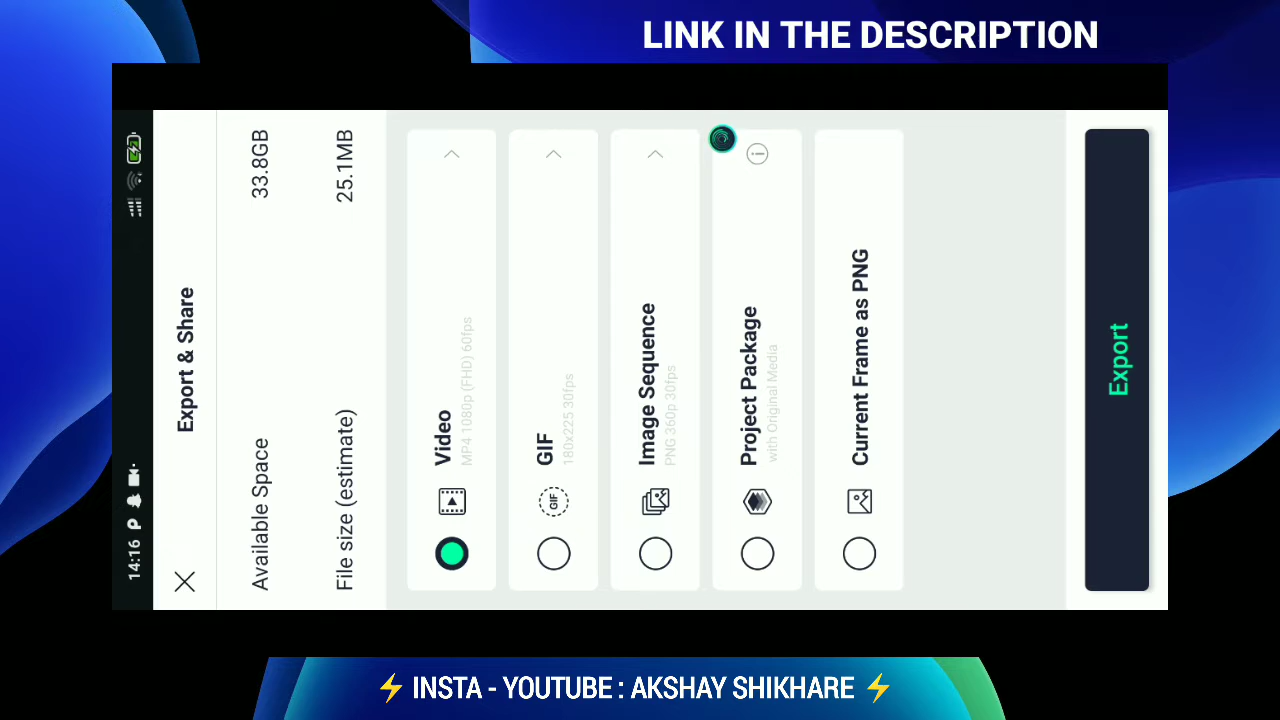 LINK IN THE DESCRIPTION
14:16
Export & Share
Available Space 33.8GB
File size (estimate) 25.1MB
Video
MP4 1080p (FHD) 60fps
GIF
GIF
180x225 30fps
Image Sequence
PNG 360p 30fps
Project Package
with Original Media
Current Frame as PNG
Export
⚡ INSTA - YOUTUBE : AKSHAY SHIKHARE ⚡